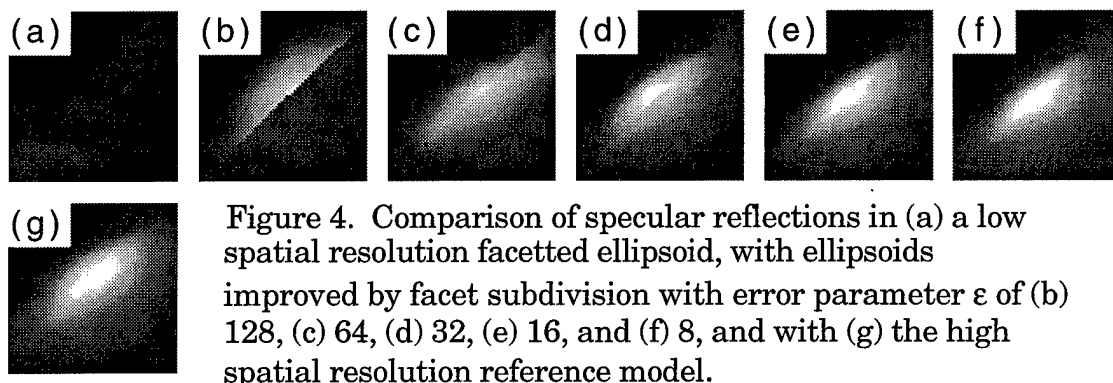 (a) (b) (c) (d) (e) (f)
(g)
Figure 4. Comparison of specular reflections in (a) a low
spatial resolution facetted ellipsoid, with ellipsoids
improved by facet subdivision with error parameter ε of (b)
128, (c) 64, (d) 32, (e) 16, and (f) 8, and with (g) the high
spatial resolution reference model.